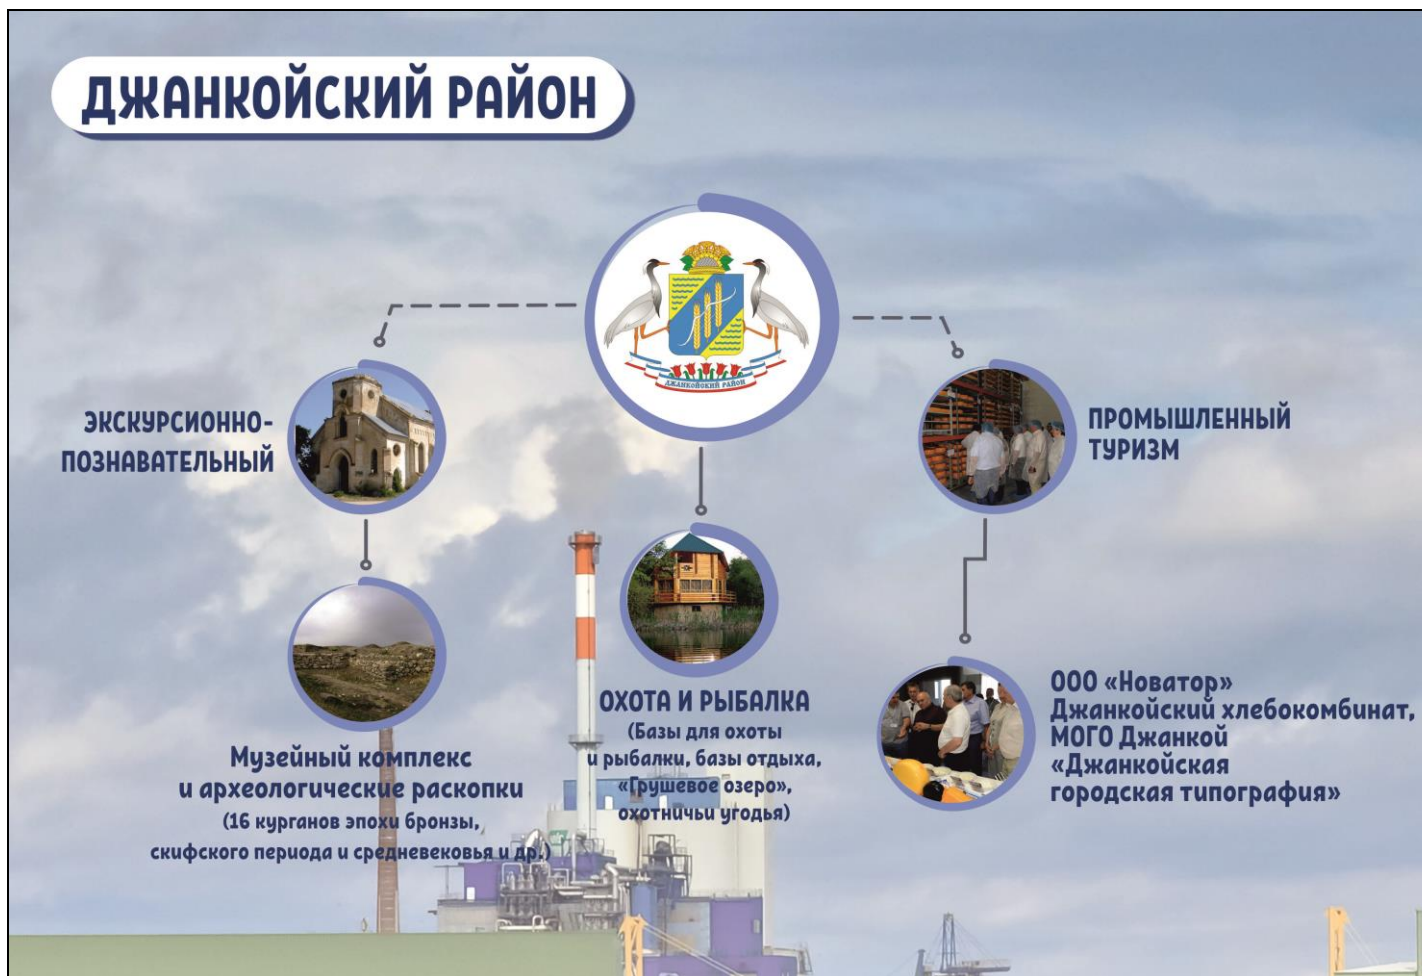 ДЖАНКОЙСКИЙ РАЙОН
ДЖАНКОЙСКИЙ РАЙОН
ЭКСКУРСИОННО-
ПОЗНАВАТЕЛЬНЫЙ
Музейный комплекс
и археологические раскопки
(16 курганов эпохи бронзы,
скифского периода и средневековья и др.)
ОХОТА И РЫБАЛКА
(Базы для охоты
и рыбалки, базы отдыха,
«Грушевое озеро»,
охотничьи угодья)
ПРОМЫШЛЕННЫЙ
ТУРИЗМ
ООО «Новатор»
Джанкойский хлебокомбинат,
МОГО Джанкой
«Джанкойская
городская типография»